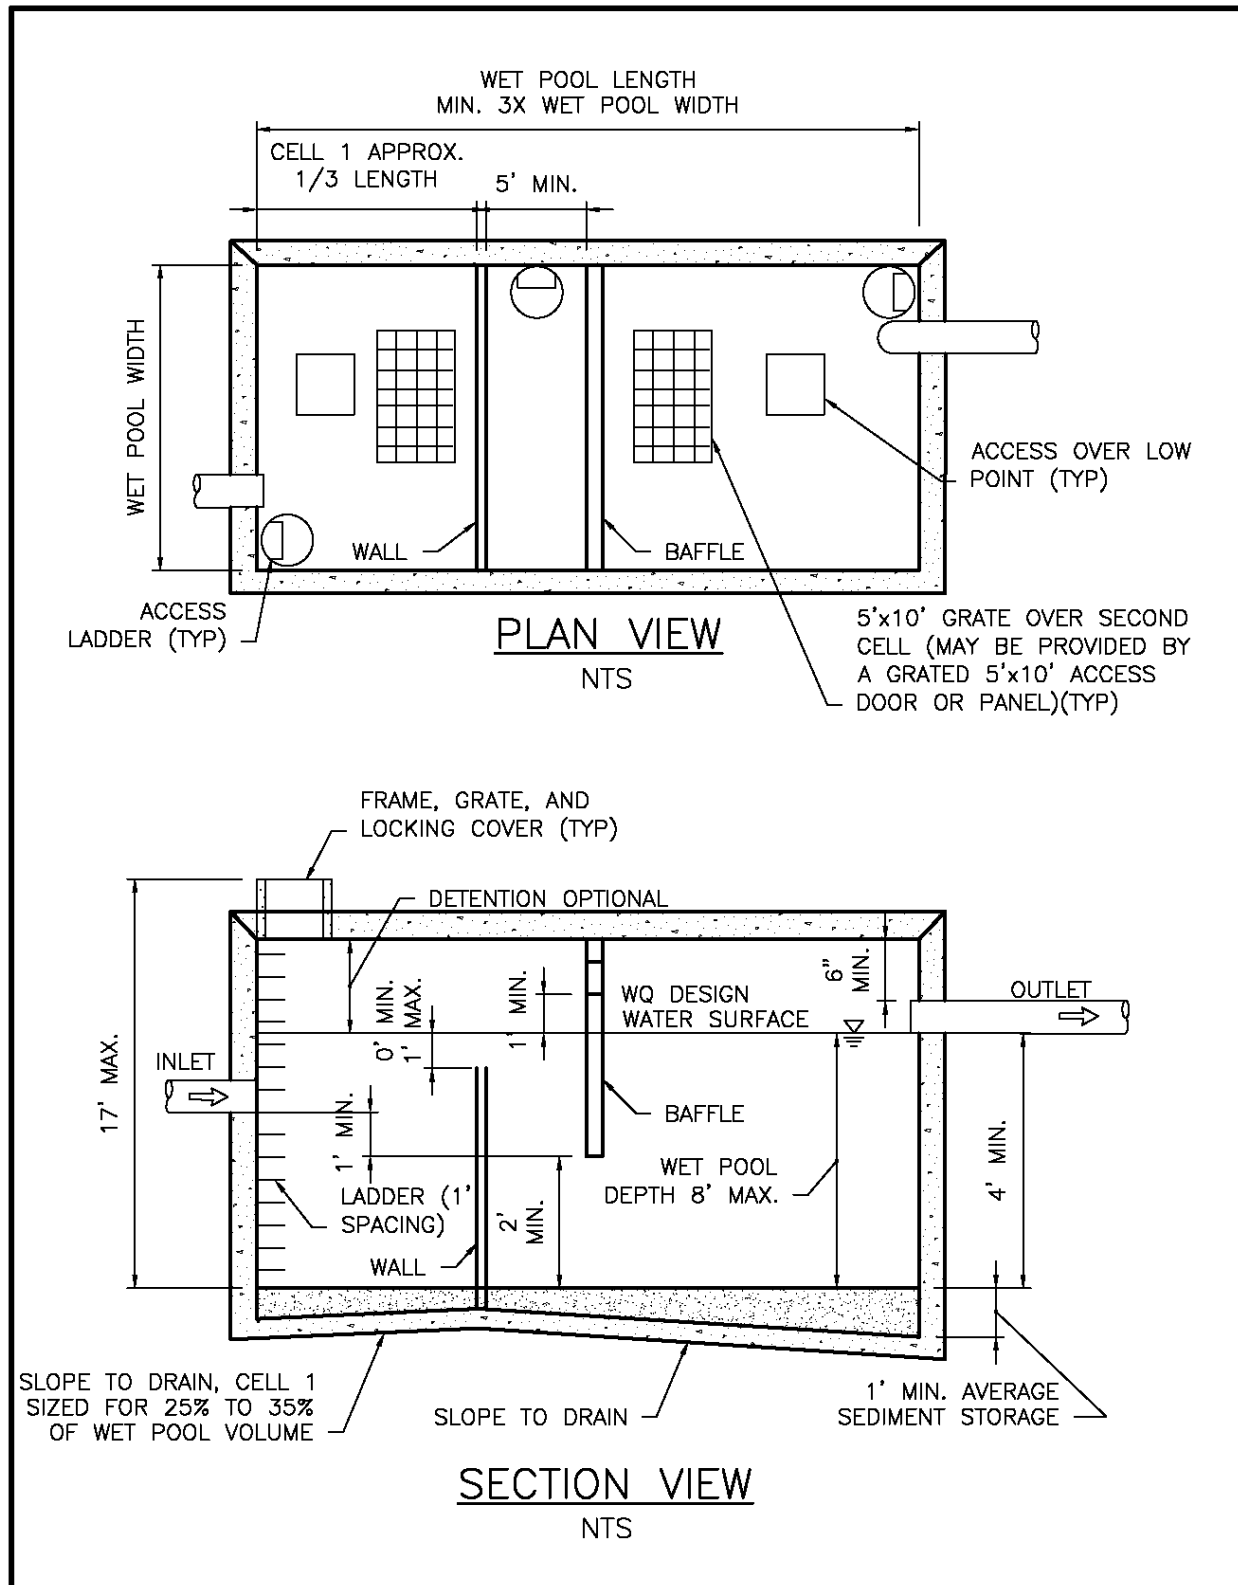 WET POOL LENGTH
MIN. 3X WET POOL WIDTH
CELL 1 APPROX.
1/3 LENGTH
5' MIN.
WET POOL WIDTH
WALL
BAFFLE
ACCESS OVER LOW
POINT (TYP)
ACCESS
LADDER (TYP)
5'x10' GRATE OVER SECOND
CELL (MAY BE PROVIDED BY
A GRATED 5'x10' ACCESS
DOOR OR PANEL)(TYP)
PLAN VIEW
NTS
FRAME, GRATE, AND
LOCKING COVER (TYP)
DETENTION OPTIONAL
17' MAX.
0' MIN.
1' MAX.
1' MIN.
WQ DESIGN
WATER SURFACE
6"
MIN.
OUTLET
INLET
1' MIN.
BAFFLE
WET POOL
DEPTH 8' MAX.
4' MIN.
LADDER (1'
SPACING)
2'
MIN.
WALL
SLOPE TO DRAIN, CELL 1
SIZED FOR 25% TO 35%
OF WET POOL VOLUME
SLOPE TO DRAIN
1' MIN. AVERAGE
SEDIMENT STORAGE
SECTION VIEW
NTS